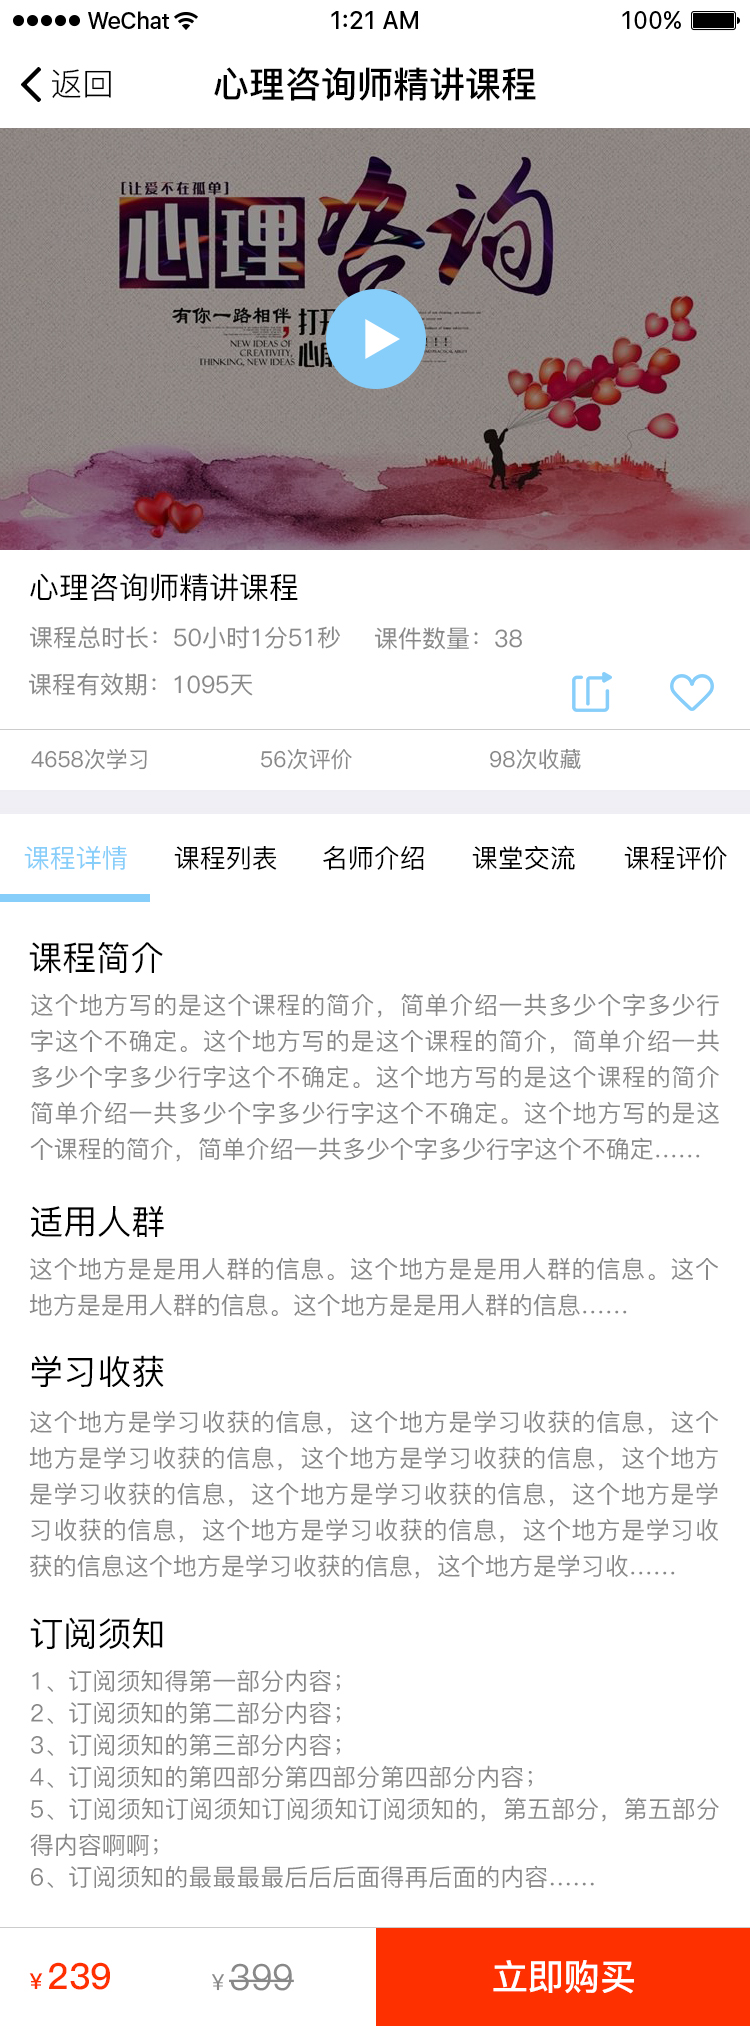 WeChat
1:21 AM
100%
返回
心理咨询师精讲课程
[让爱不在孤单]
心理咨询
有你一路相伴
NEW IDEAS OF
CREATIVITY,
THINKING, NEW IDEAS
心理咨询师精讲课程
课程总时长：50小时1分51秒 课件数量：38
课程有效期：1095天
4658次学习 56次评价 98次收藏
课程详情 课程列表 名师介绍 课堂交流 课程评价
课程简介
这个地方写的是这个课程的简介，简单介绍一共多少个字多少行
字这个不确定。这个地方写的是这个课程的简介，简单介绍一共
多少个字多少行字这个不确定。这个地方写的是这个课程的简介
简单介绍一共多少个字多少行字这个不确定。这个地方写的是这
个课程的简介，简单介绍一共多少个字多少行字这个不确定……
适用人群
这个地方是是用人群的信息。这个地方是是用人群的信息。这个
地方是是用人群的信息。这个地方是是用人群的信息……
学习收获
这个地方是学习收获的信息，这个地方是学习收获的信息，这个
地方是学习收获的信息，这个地方是学习收获的信息，这个地方
是学习收获的信息，这个地方是学习收获的信息，这个地方是学
习收获的信息，这个地方是学习收获的信息，这个地方是学习收
获的信息这个地方是学习收获的信息，这个地方是学习收……
订阅须知
1、订阅须知得第一部分内容；
2、订阅须知的第二部分内容；
3、订阅须知的第三部分内容；
4、订阅须知的第四部分第四部分第四部分内容；
5、订阅须知订阅须知订阅须知订阅须知的，第五部分，第五部分
得内容啊啊；
6、订阅须知的最最最最后后后面得再后面的内容……
¥239 ¥399 立即购买